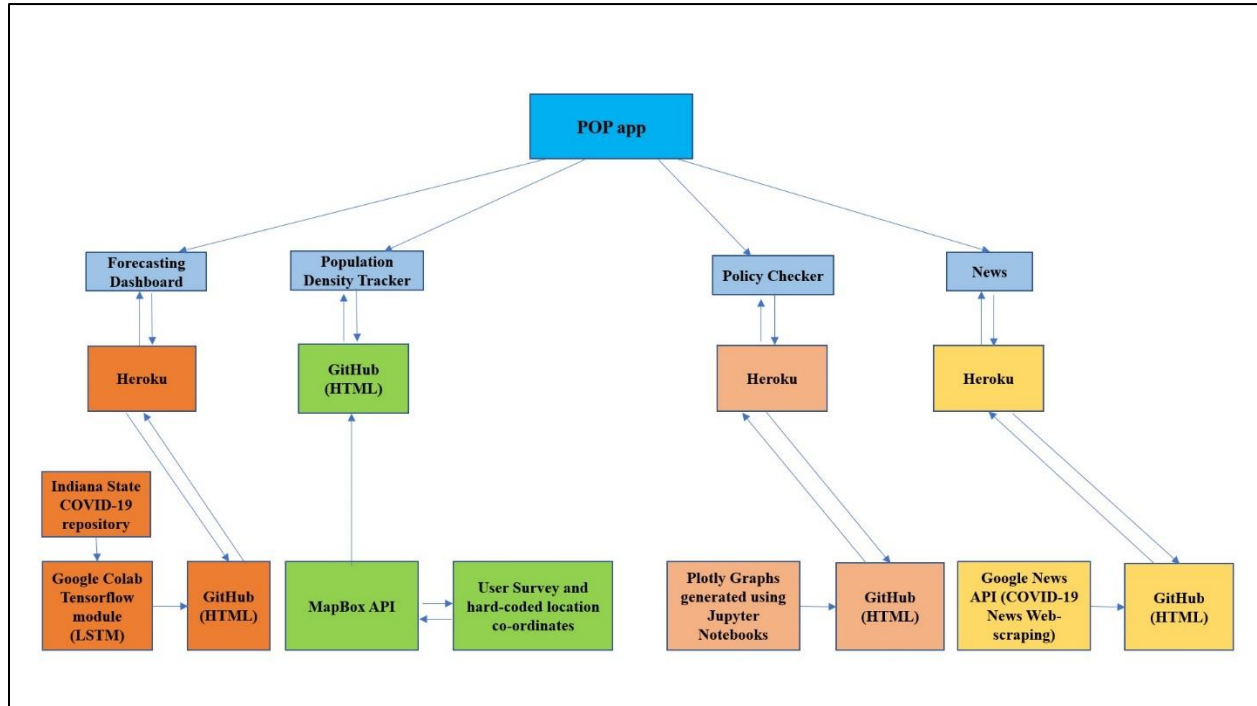 POP app
Forecasting
Dashboard
Population
Density Tracker
Policy Checker
News
Heroku
GitHub
(HTML)
Heroku
Heroku
Indiana State
COVID-19
repository
Google Colab
Tensorflow
module
(LSTM)
GitHub
(HTML)
MapBox API
User Survey and
hard-coded location
co-ordinates
Plotly Graphs
generated using
Jupyter
Notebooks
GitHub
(HTML)
Google News
API (COVID-19
News Web-
scraping)
GitHub
(HTML)